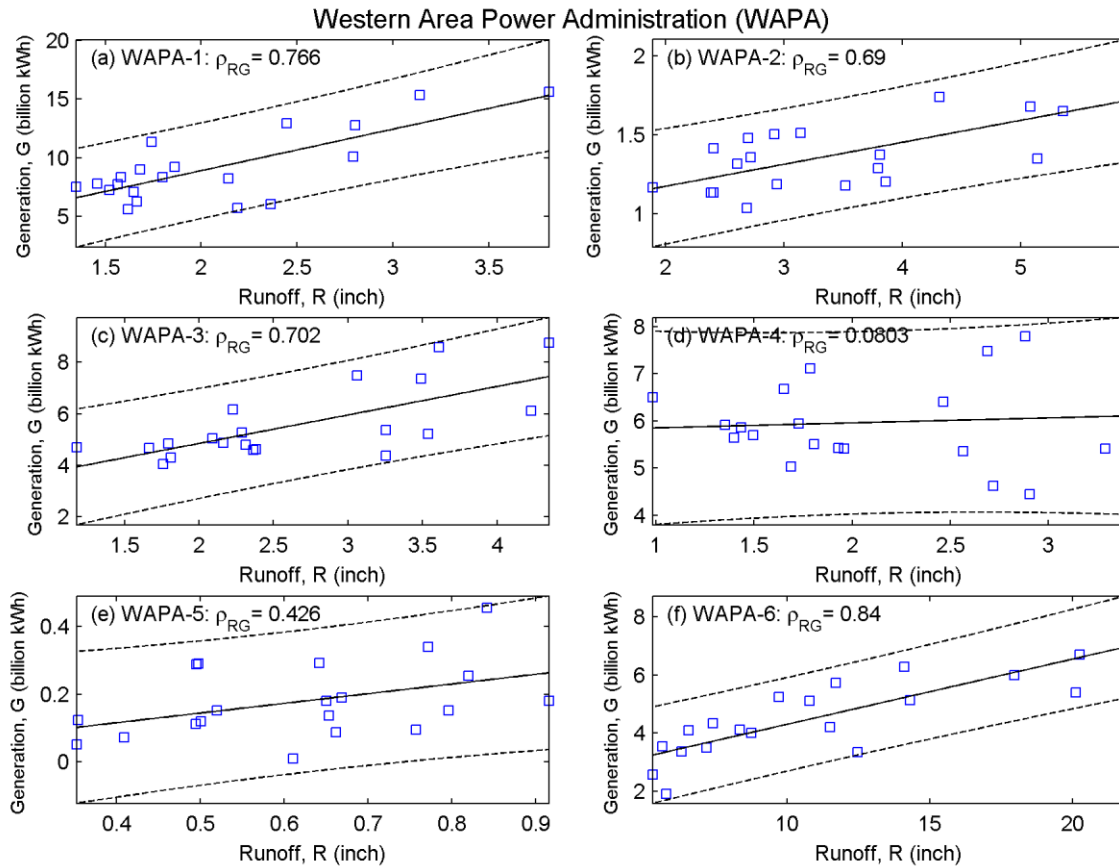 Western Area Power Administration (WAPA)
(a) WAPA-1: ρRG = 0.766
Generation, G (billion kWh)
20
15
10
5
1.5 2 2.5 3 3.5
Runoff, R (inch)
(b) WAPA-2: ρRG = 0.69
Generation, G (billion kWh)
2
1.5
1
2 3 4 5
Runoff, R (inch)
(c) WAPA-3: ρRG = 0.702
Generation, G (billion kWh)
8
6
4
2
1.5 2 2.5 3 3.5 4
Runoff, R (inch)
(d) WAPA-4: ρRG = 0.0803
Generation, G (billion kWh)
8
7
6
5
4
1 1.5 2 2.5 3
Runoff, R (inch)
(e) WAPA-5: ρRG = 0.426
Generation, G (billion kWh)
0.4
0.2
0
0.4 0.5 0.6 0.7 0.8 0.9
Runoff, R (inch)
(f) WAPA-6: ρRG = 0.84
Generation, G (billion kWh)
8
6
4
2
10 15 20
Runoff, R (inch)